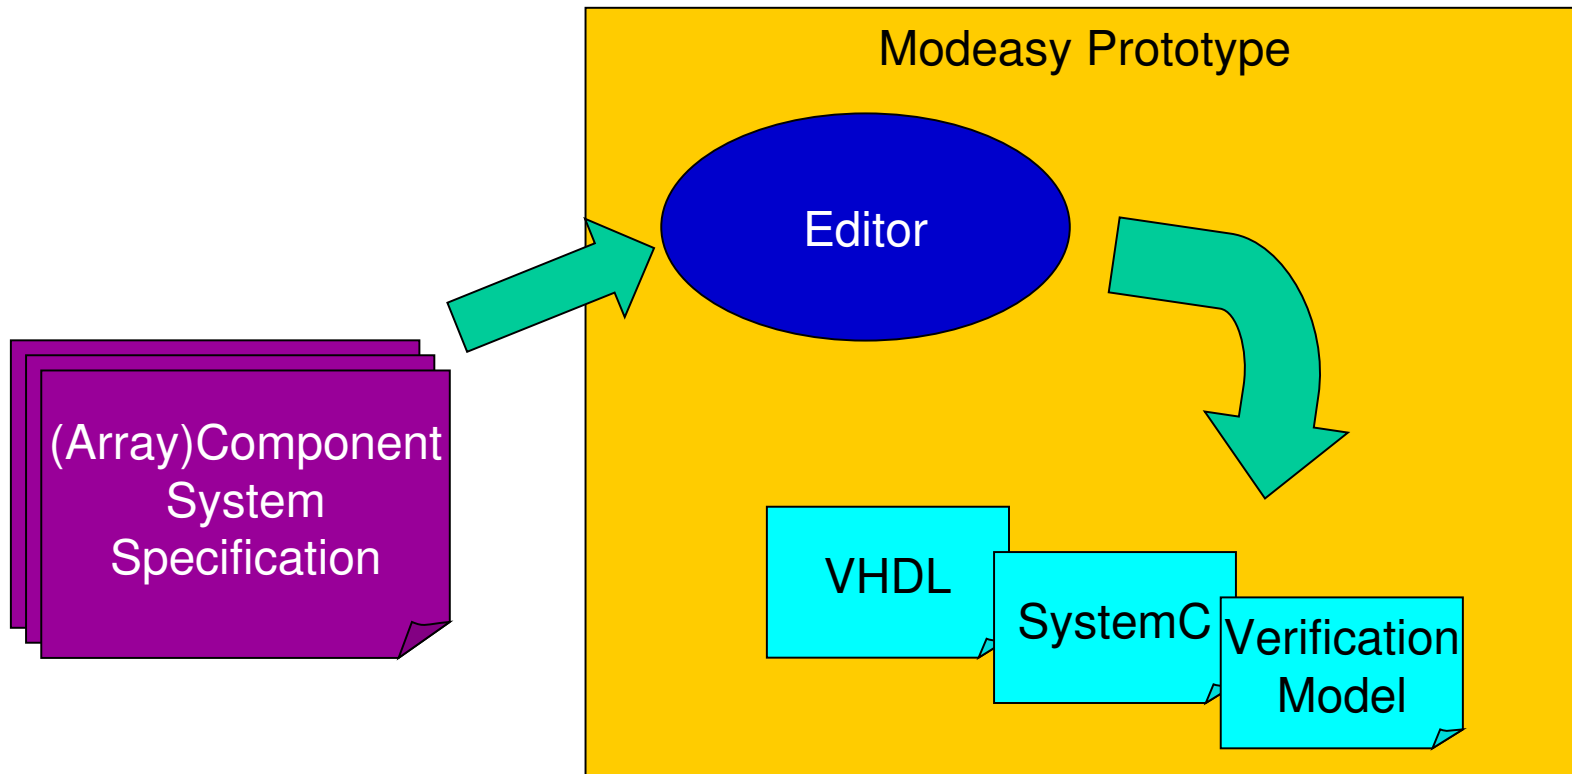 Modeasy Prototype
Editor
(Array)Component
System
Specification
VHDL
SystemC
Verification
Model